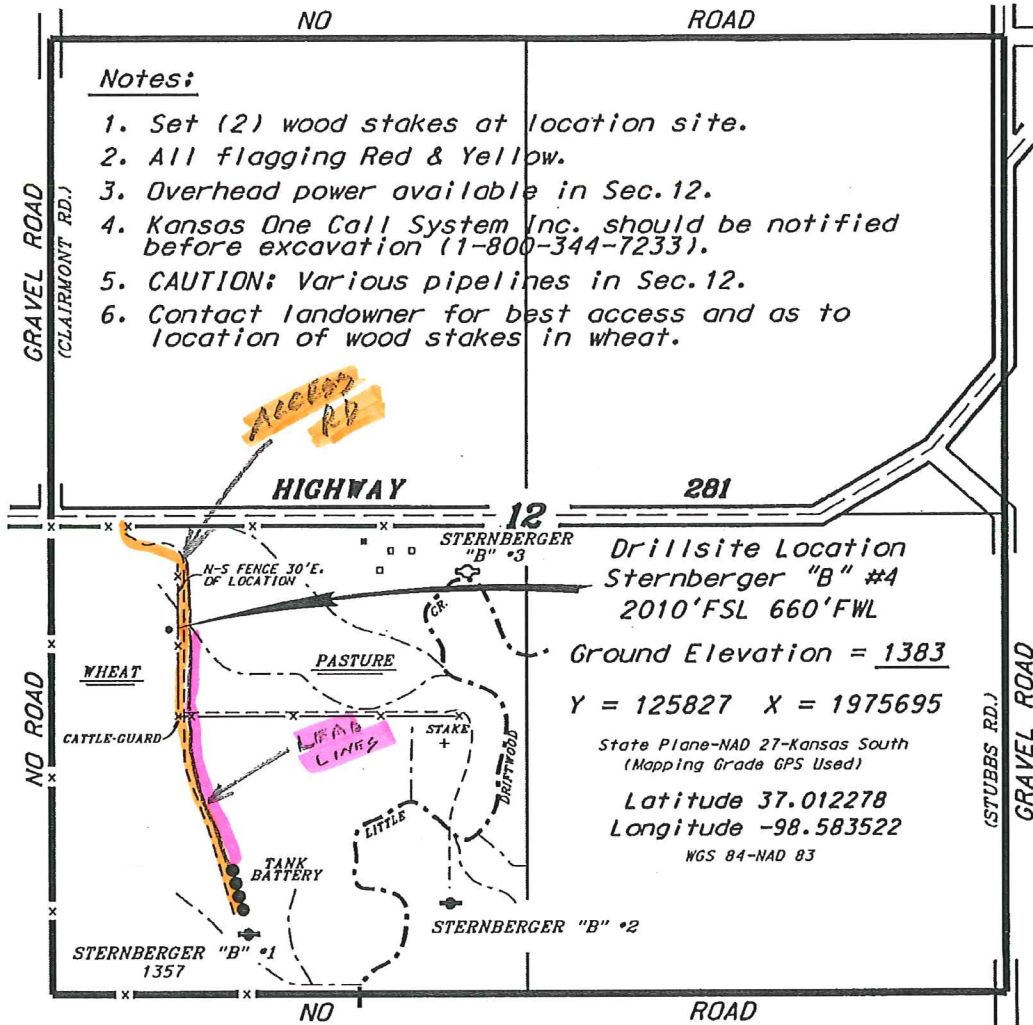 NO ROAD
Notes:
1. Set (2) wood stakes at location site.
2. All flagging Red & Yellow.
3. Overhead power available in Sec. 12.
4. Kansas One Call System Inc. should be notified
before excavation (1-800-344-7233).
5. CAUTION: Various pipelines in Sec. 12.
6. Contact landowner for best access and as to
location of wood stakes in wheat.
GRAVEL ROAD
(CLAIRMONT RD.)
ACCESS
RD
HIGHWAY 281
12
STERNBERGER
"B" #3
N-S FENCE 30'E.
OF LOCATION
Drillsite Location
Sternberger "B" #4
2010'FSL 660'FWL
CR.
WHEAT
PASTURE
Ground Elevation = 1383
Y = 125827 X = 1975695
CATTLE-GUARD
LEAD
LINES
STAKE
+
DRIFTWOOD
State Plane-NAD 27-Kansas South
(Mapping Grade GPS Used)
NO ROAD
LITTLE
Latitude 37.012278
Longitude -98.583522
WGS 84-NAD 83
(STUBBS RD.)
GRAVEL ROAD
TANK
BATTERY
STERNBERGER "B" #2
STERNBERGER "B" #1
1357
NO ROAD